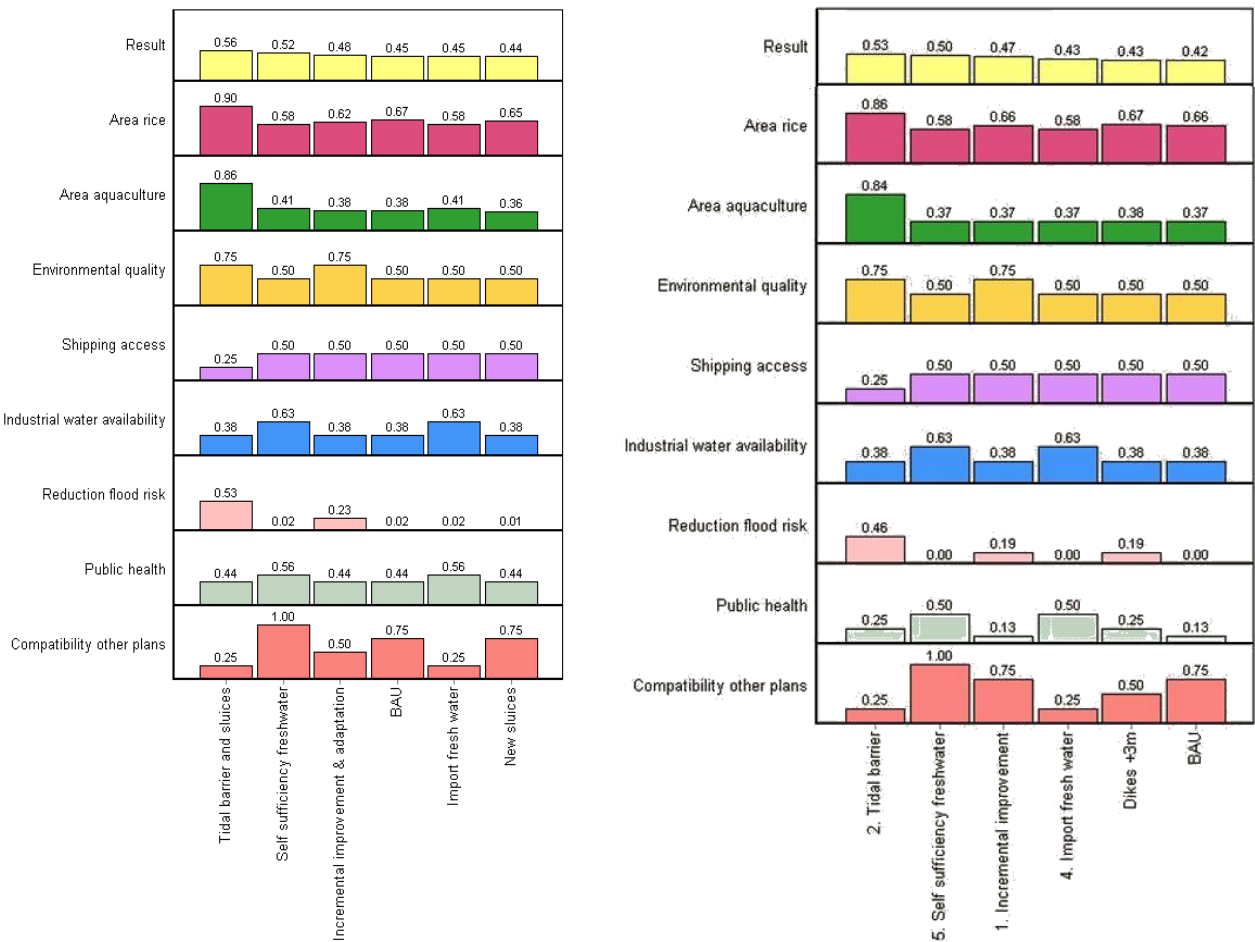 Result
0.56 0.52 0.48 0.45 0.45 0.44
Area rice
0.90 0.58 0.62 0.67 0.58 0.65
Area aquaculture
0.86 0.41 0.38 0.38 0.41 0.36
Environmental quality
0.75 0.50 0.75 0.50 0.50 0.50
Shipping access
0.25 0.50 0.50 0.50 0.50 0.50
Industrial water availability
0.38 0.63 0.38 0.38 0.63 0.38
Reduction flood risk
0.53 0.02 0.23 0.02 0.02 0.01
Public health
0.44 0.56 0.44 0.44 0.56 0.44
Compatibility other plans
0.25 1.00 0.50 0.75 0.25 0.75
Tidal barrier and sluices
Self sufficiency freshwater
Incremental improvement & adaptation
BAU
Import fresh water
New sluices
Result
0.53 0.50 0.47 0.43 0.43 0.42
Area rice
0.86 0.58 0.66 0.58 0.67 0.66
Area aquaculture
0.84 0.37 0.37 0.37 0.38 0.37
Environmental quality
0.75 0.50 0.75 0.50 0.50 0.50
Shipping access
0.25 0.50 0.50 0.50 0.50 0.50
Industrial water availability
0.38 0.63 0.38 0.63 0.38 0.38
Reduction flood risk
0.46 0.00 0.19 0.00 0.19 0.00
Public health
0.25 0.50 0.13 0.50 0.25 0.13
Compatibility other plans
0.25 1.00 0.75 0.25 0.50 0.75
2. Tidal barrier
5. Self sufficiency freshwater
1. Incremental improvement
4. Import fresh water
Dikes +3m
BAU